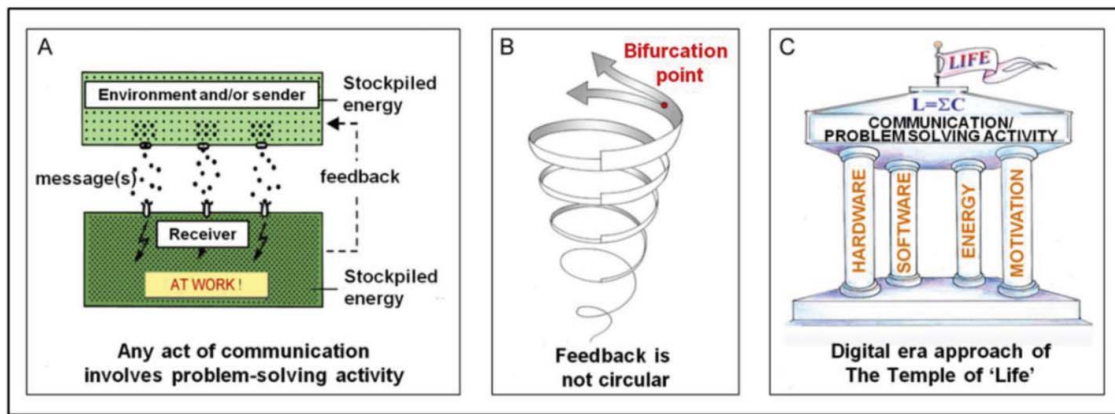 A
Environment and/or sender
Stockpiled
energy
message(s)
feedback
Receiver
AT WORK !
Stockpiled
energy
Any act of communication
involves problem-solving activity
B
Bifurcation
point
Feedback is
not circular
C
LIFE
L=ΣC
COMMUNICATION/
PROBLEM SOLVING ACTIVITY
HARDWARE
SOFTWARE
ENERGY
MOTIVATION
Digital era approach of
The Temple of ‘Life’